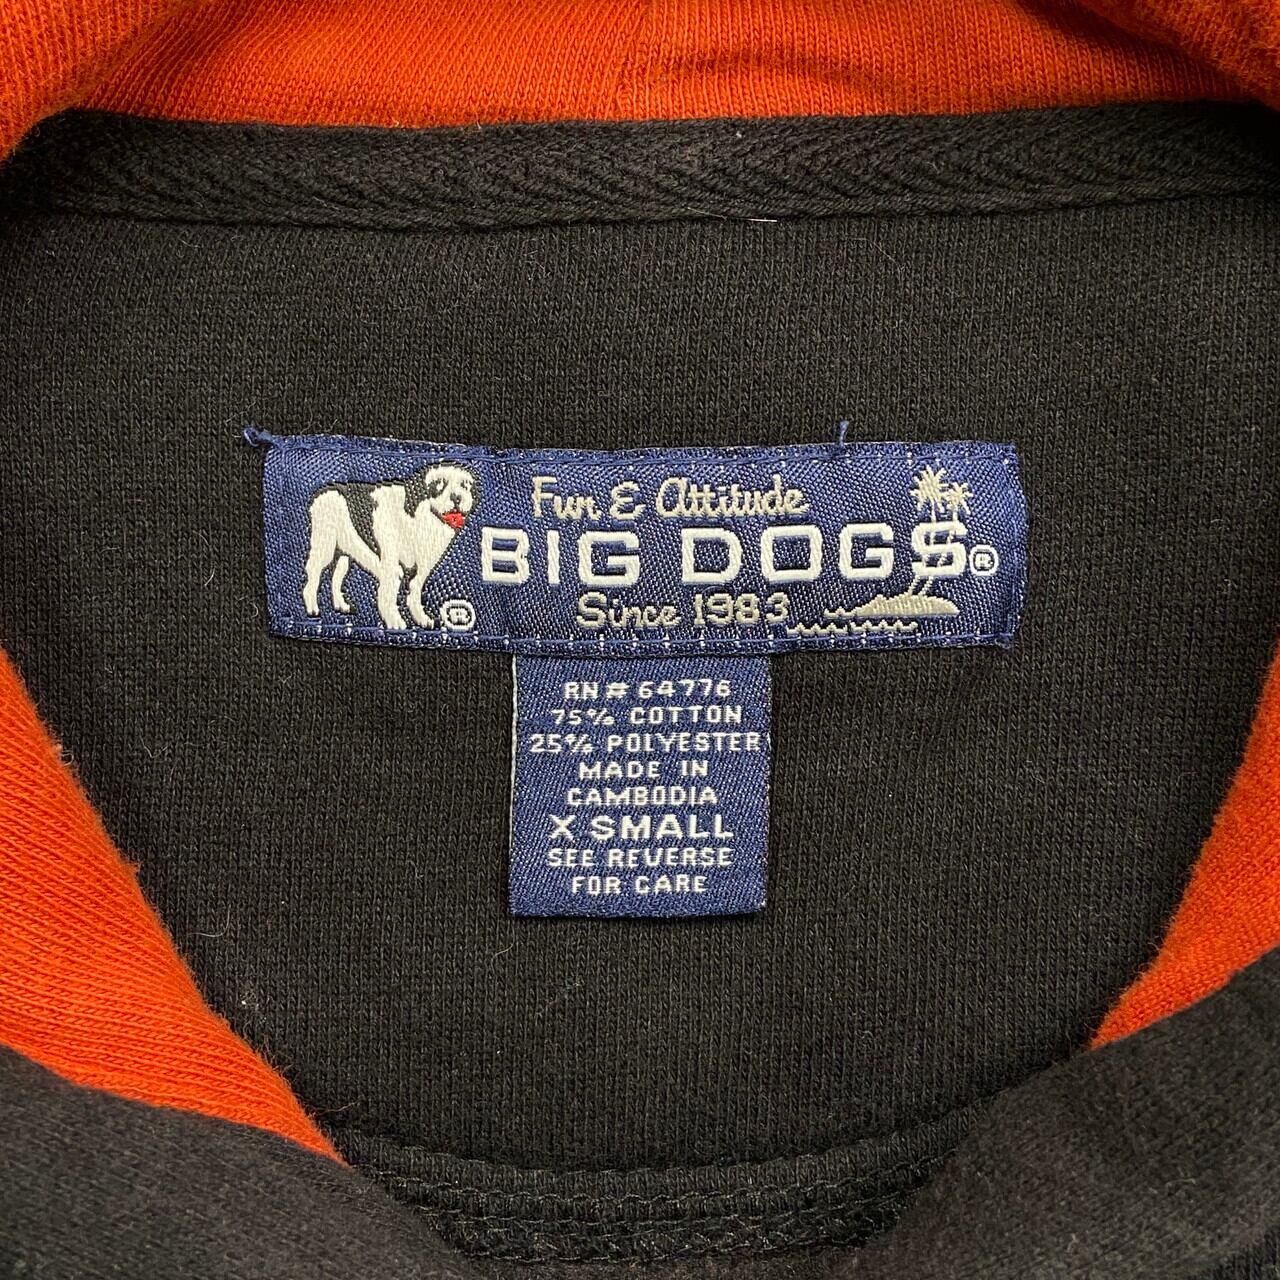 Fun & Attitude
BIG DOGS®
Since 1983
®
RN# 64776
75% COTTON
25% POLYESTER
MADE IN
CAMBODIA
X SMALL
SEE REVERSE
FOR CARE